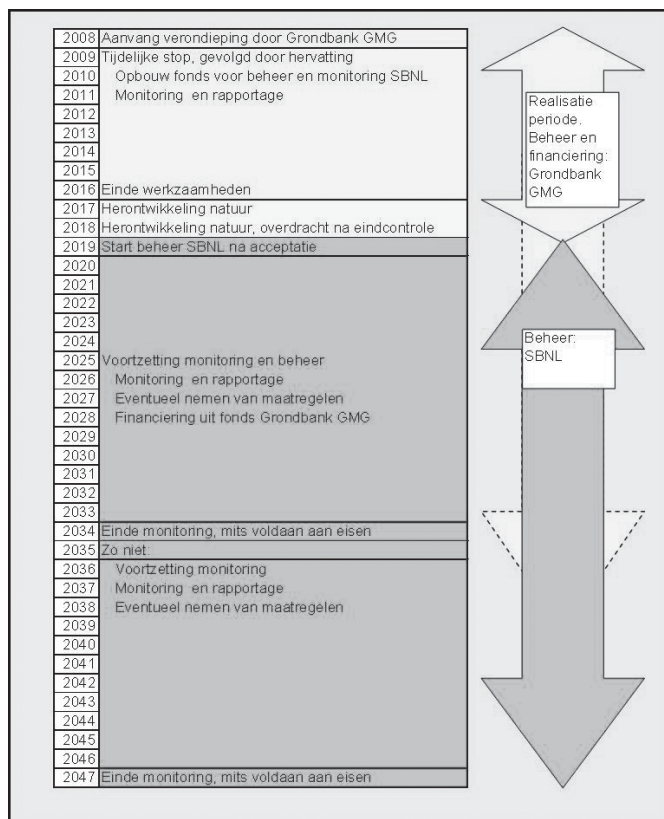 2008 Aanvang verondieping door Grondbank GMG
2009 Tijdelijke stop, gevolgd door hervatting
2010 Opbouw fonds voor beheer en monitoring SBNL
2011 Monitoring en rapportage
2012
2013
2014
2015
2016 Einde werkzaamheden
2017 Herontwikkeling natuur
2018 Herontwikkeling natuur, overdracht na eindcontrole
2019 Start beheer SBNL na acceptatie
2020
2021
2022
2023
2024
2025 Voortzetting monitoring en beheer
2026 Monitoring en rapportage
2027 Eventueel nemen van maatregelen
2028 Financiering uit fonds Grondbank GMG
2029
2030
2031
2032
2033
2034 Einde monitoring, mits voldaan aan eisen
2035 Zo niet:
2036 Voortzetting monitoring
2037 Monitoring en rapportage
2038 Eventueel nemen van maatregelen
2039
2040
2041
2042
2043
2044
2045
2046
2047 Einde monitoring, mits voldaan aan eisen
Realisatie
periode.
Beheer en
financiering:
Grondbank
GMG
Beheer:
SBNL